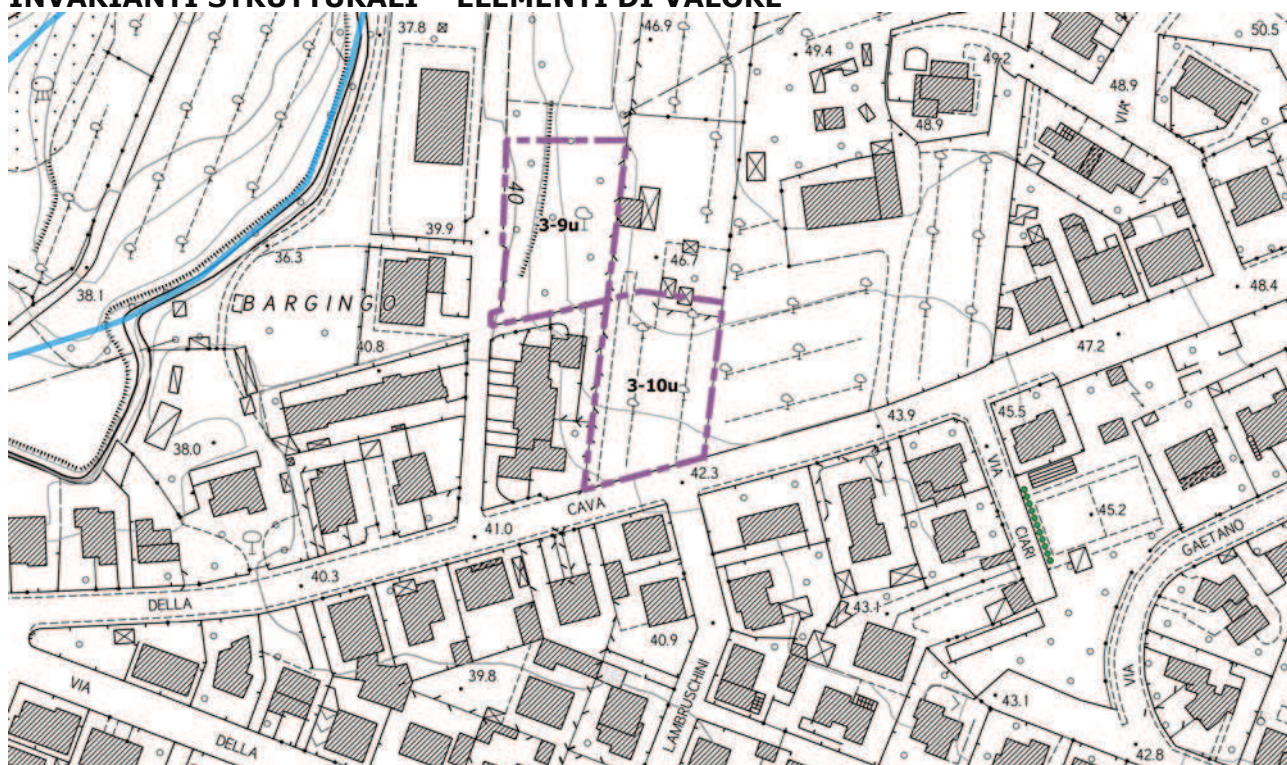 INVARIANTI STRUTTURALI ELEMENTI DI VALORE
37.8
46.9
49.4
49.2
50.5
48.9
48.9
VIA
40
39.9
3-9u
36.3
46.7
38.1
BARGINGO
48.4
40.8
47.2
3-10u
43.9
45.5
38.0
42.3
VIA
CAVA
45.2
41.0
CIARI
GAETANO
40.3
DELLA
43.1
40.9
39.8
VIA
LAMBRUSCHINI
VIA
43.1
DELLA
42.8